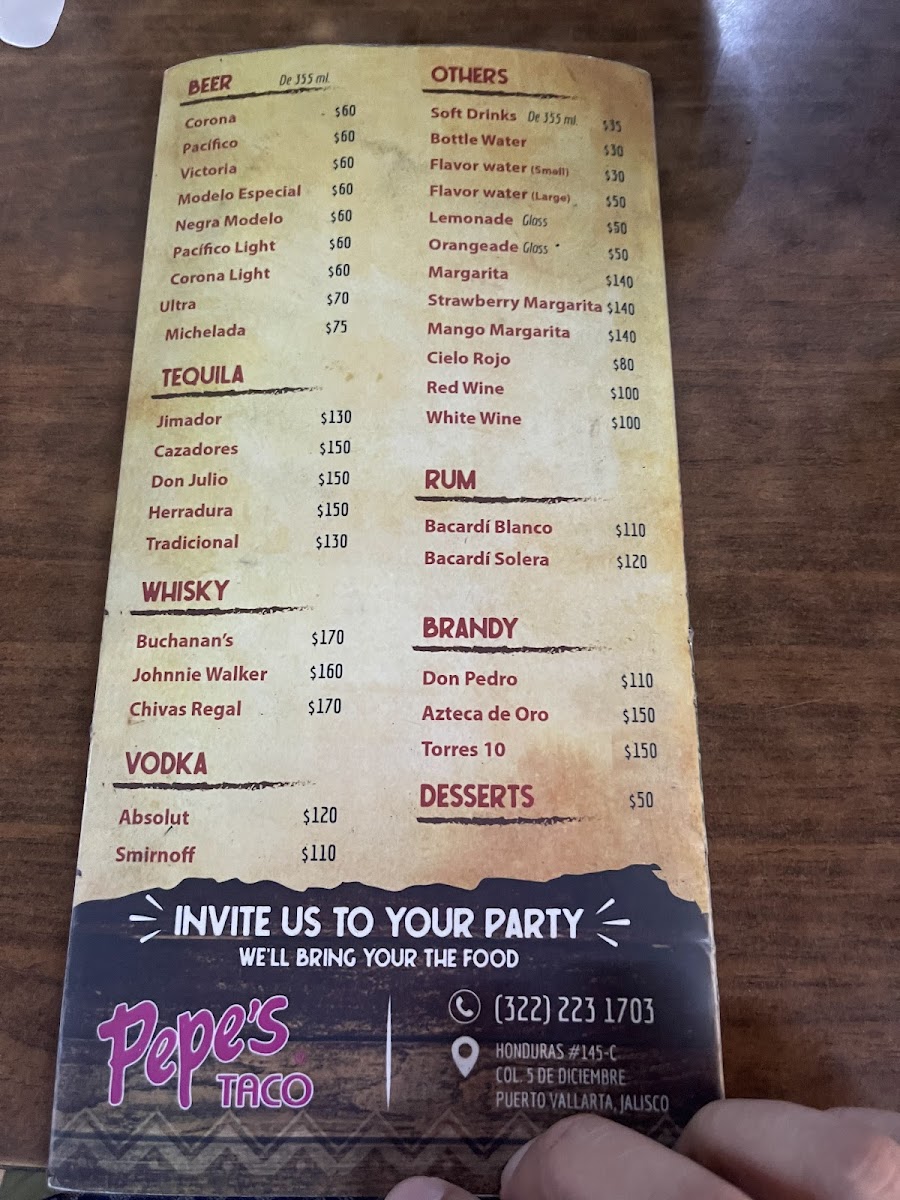 BEER De 355 ml.
Corona $60
Pacífico $60
Victoria $60
Modelo Especial $60
Negra Modelo $60
Pacífico Light $60
Corona Light $60
Ultra $70
Michelada $75
TEQUILA
Jimador $130
Cazadores $150
Don Julio $150
Herradura $150
Tradicional $130
WHISKY
Buchanan's $170
Johnnie Walker $160
Chivas Regal $170
VODKA
Absolut $120
Smirnoff $110
OTHERS
Soft Drinks De 355 ml. $35
Bottle Water $30
Flavor water (Small) $30
Flavor water (Large) $50
Lemonade Glass $50
Orangeade Glass $50
Margarita $140
Strawberry Margarita $140
Mango Margarita $140
Cielo Rojo $80
Red Wine $100
White Wine $100
RUM
Bacardí Blanco $110
Bacardí Solera $120
BRANDY
Don Pedro $110
Azteca de Oro $150
Torres 10 $150
DESSERTS $50
INVITE US TO YOUR PARTY
WE'LL BRING YOUR THE FOOD
Pepe's
TACO
(322) 223 1703
HONDURAS #145-C
COL. 5 DE DICIEMBRE
PUERTO VALLARTA, JALISCO